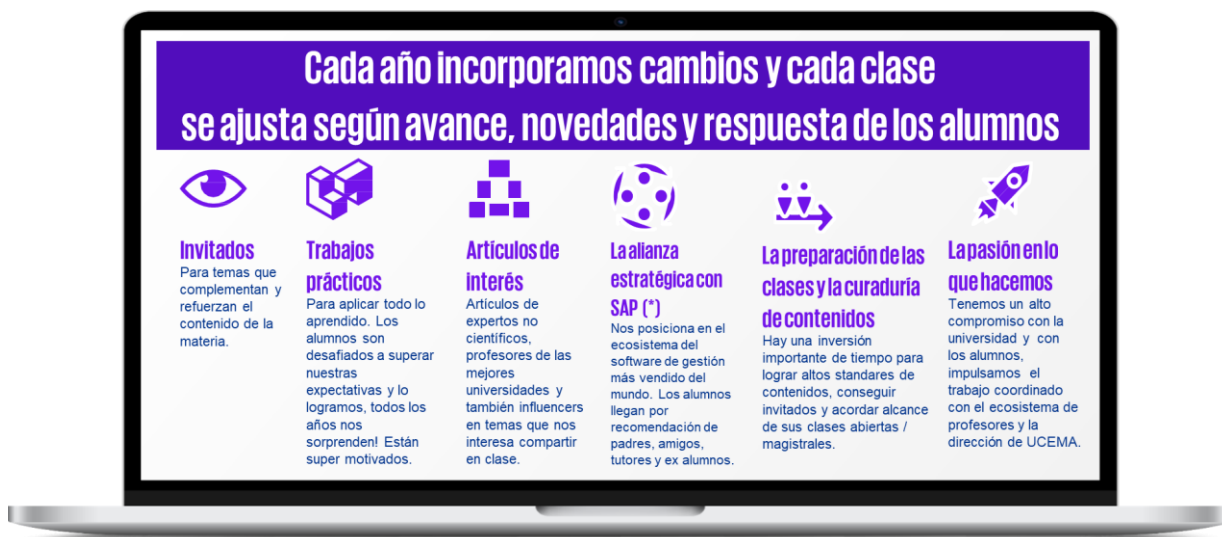 Cada año incorporamos cambios y cada clase
se ajusta según avance, novedades y respuesta de los alumnos
Invitados
Para temas que
complementan y
refuerzan el
contenido de la
materia.
Trabajos
prácticos
Para aplicar todo lo
aprendido. Los
alumnos son
desafiados a superar
nuestras
expectativas y lo
logramos, todos los
años nos
sorprenden! Están
super motivados.
Artículos de
interés
Artículos de
expertos no
científicos,
profesores de las
mejores
universidades y
también influencers
en temas que nos
interesa compartir
en clase.
La alianza
estratégica con
SAP (*)
Nos posiciona en el
ecosistema del
software de gestión
más vendido del
mundo. Los alumnos
llegan por
recomendación de
padres, amigos,
tutores y ex alumnos.
La preparación de las
clases y la curaduría
de contenidos
Hay una inversión
importante de tiempo para
lograr altos standares de
contenidos, conseguir
invitados y acordar alcance
de sus clases abiertas /
magistrales.
La pasión en lo
que hacemos
Tenemos un alto
compromiso con la
universidad y con
los alumnos,
impulsamos el
trabajo coordinado
con el ecosistema de
profesores y la
dirección de UCEMA.